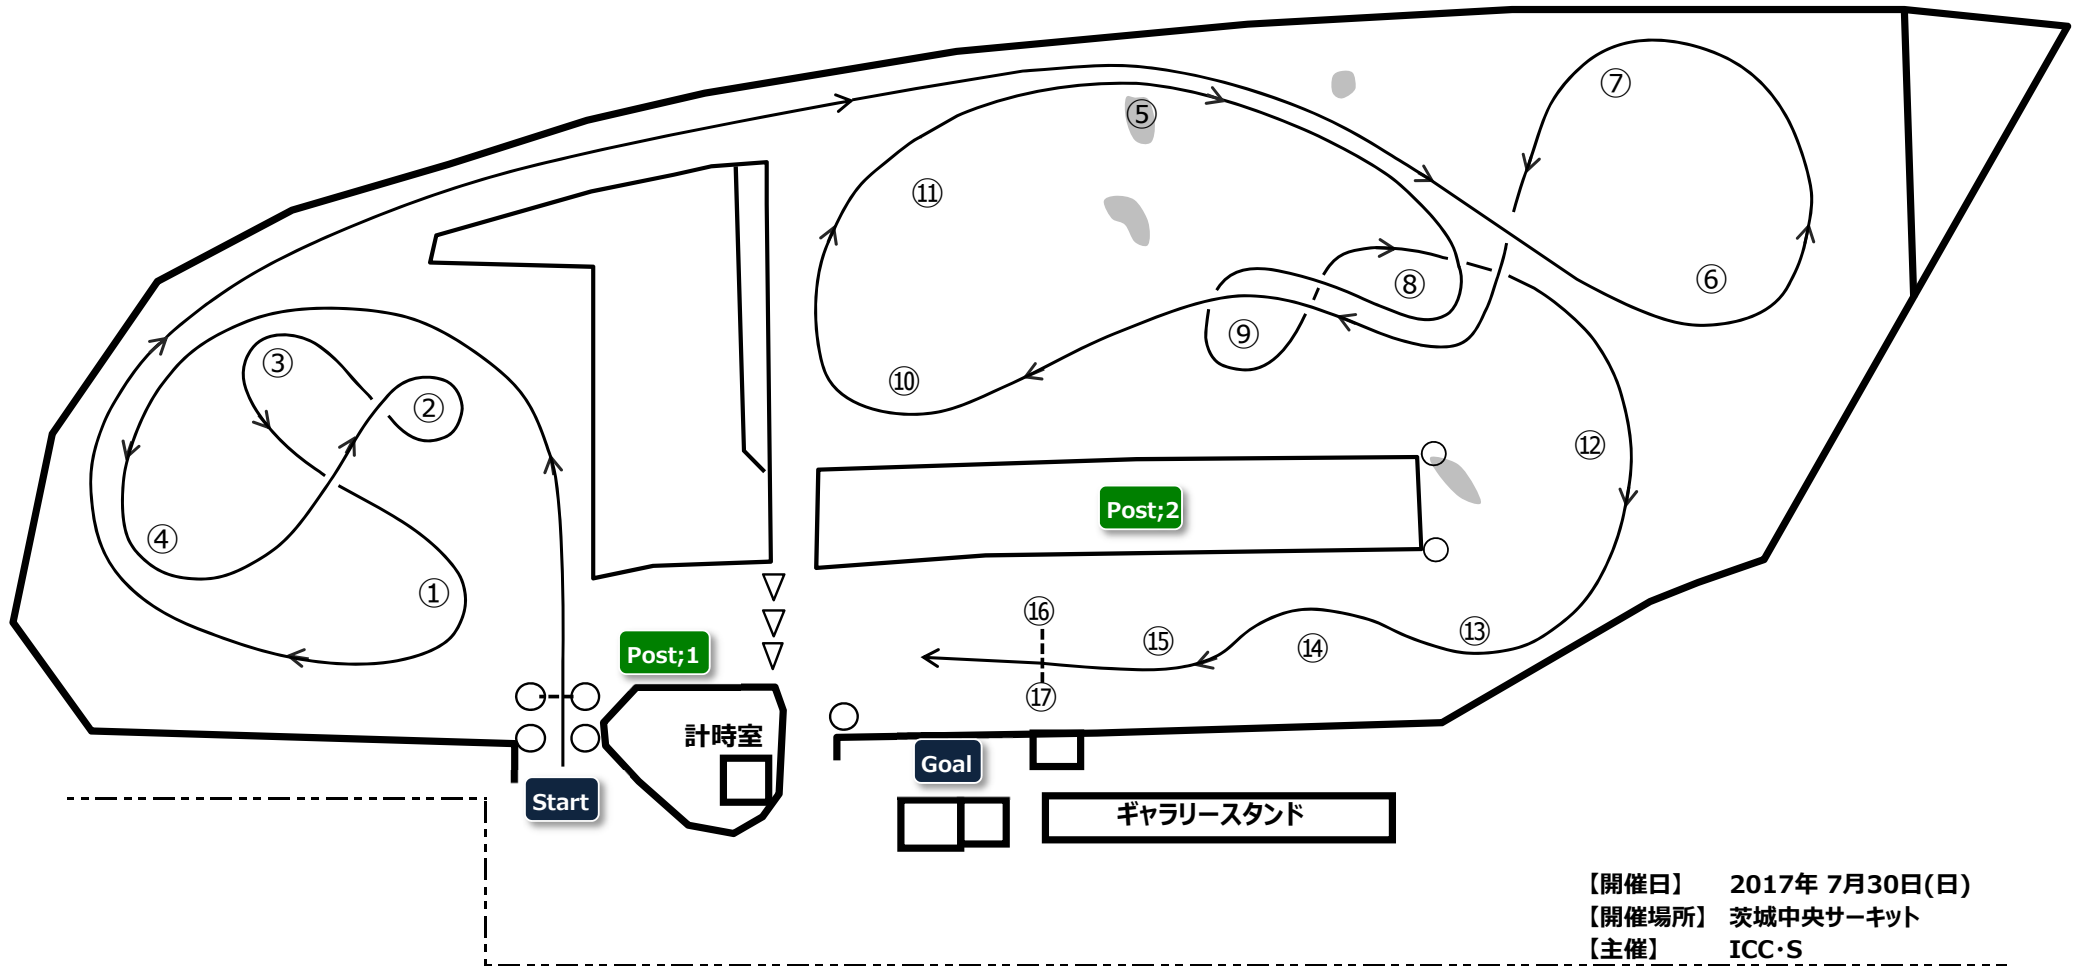 ⑦
⑤
⑪
⑥
⑧
⑨
③
②
⑩
⑫
④
①
Post;2
⑯
⑮
⑭
⑬
Post;1
⑰
計時室
Goal
Start
ギャラリースタンド
【開催日】 2017年 7月30日(日)
【開催場所】 茨城中央サーキット
【主催】 ICC・S